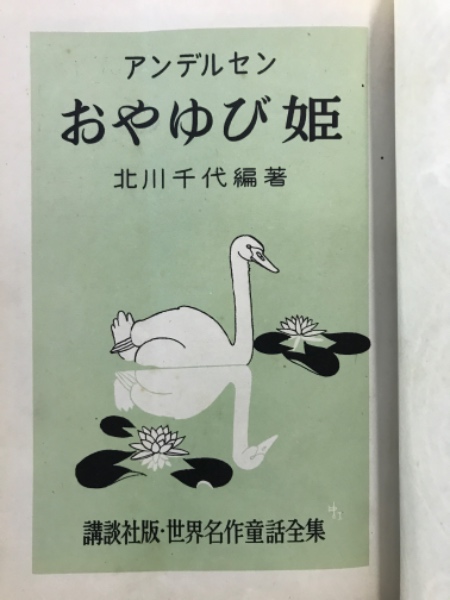 アンデルセン
おやゆび姫
北川千代編著
講談社版・世界名作童話全集